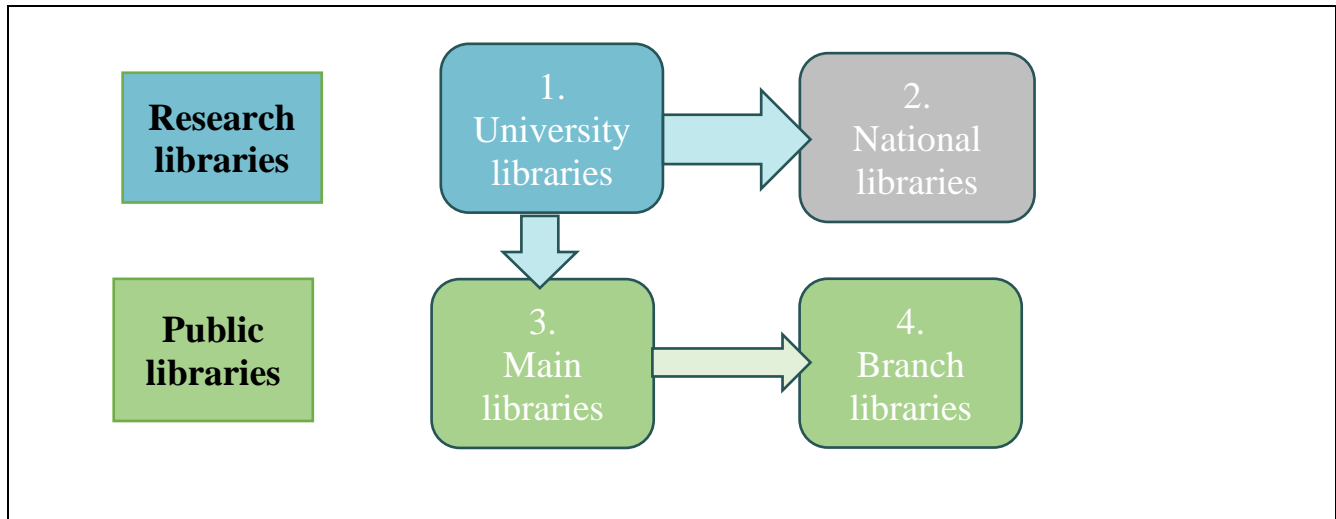 Research
libraries
1.
University
libraries
2.
National
libraries
Public
libraries
3.
Main
libraries
4.
Branch
libraries